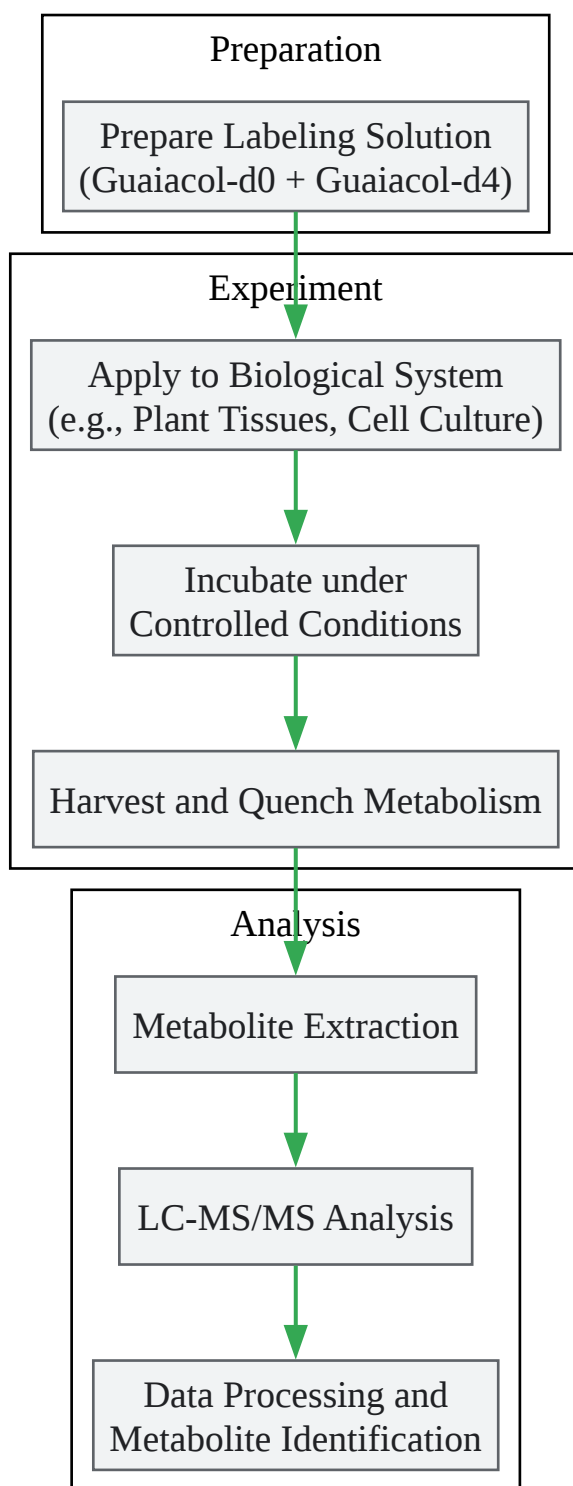 Preparation
Prepare Labeling Solution
(Guaiacol-d0 + Guaiacol-d4)
Experiment
Apply to Biological System
(e.g., Plant Tissues, Cell Culture)
Incubate under
Controlled Conditions
Harvest and Quench Metabolism
Analysis
Metabolite Extraction
LC-MS/MS Analysis
Data Processing and
Metabolite Identification